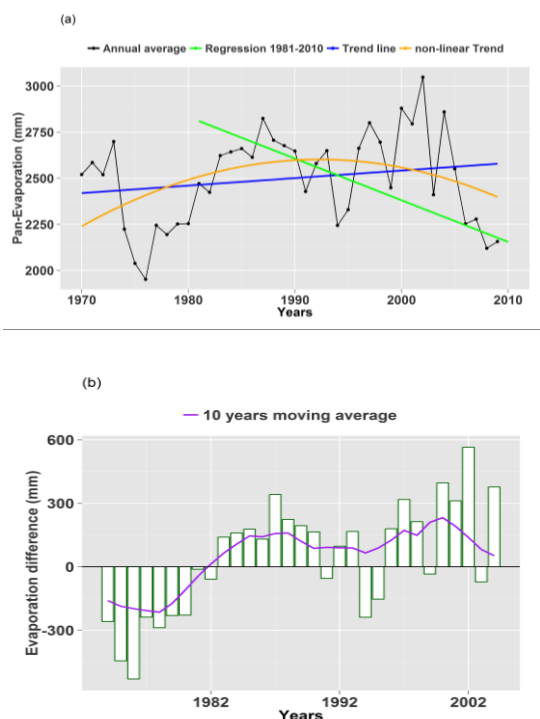 (a)
Annual average Regression 1981-2010 Trend line non-linear Trend
3000
2750
2500
2250
2000
Pan-Evaporation (mm)
1970 1980 1990 2000 2010
Years
(b)
10 years moving average
600
300
0
-300
Evaporation difference (mm)
1982 1992 2002
Years